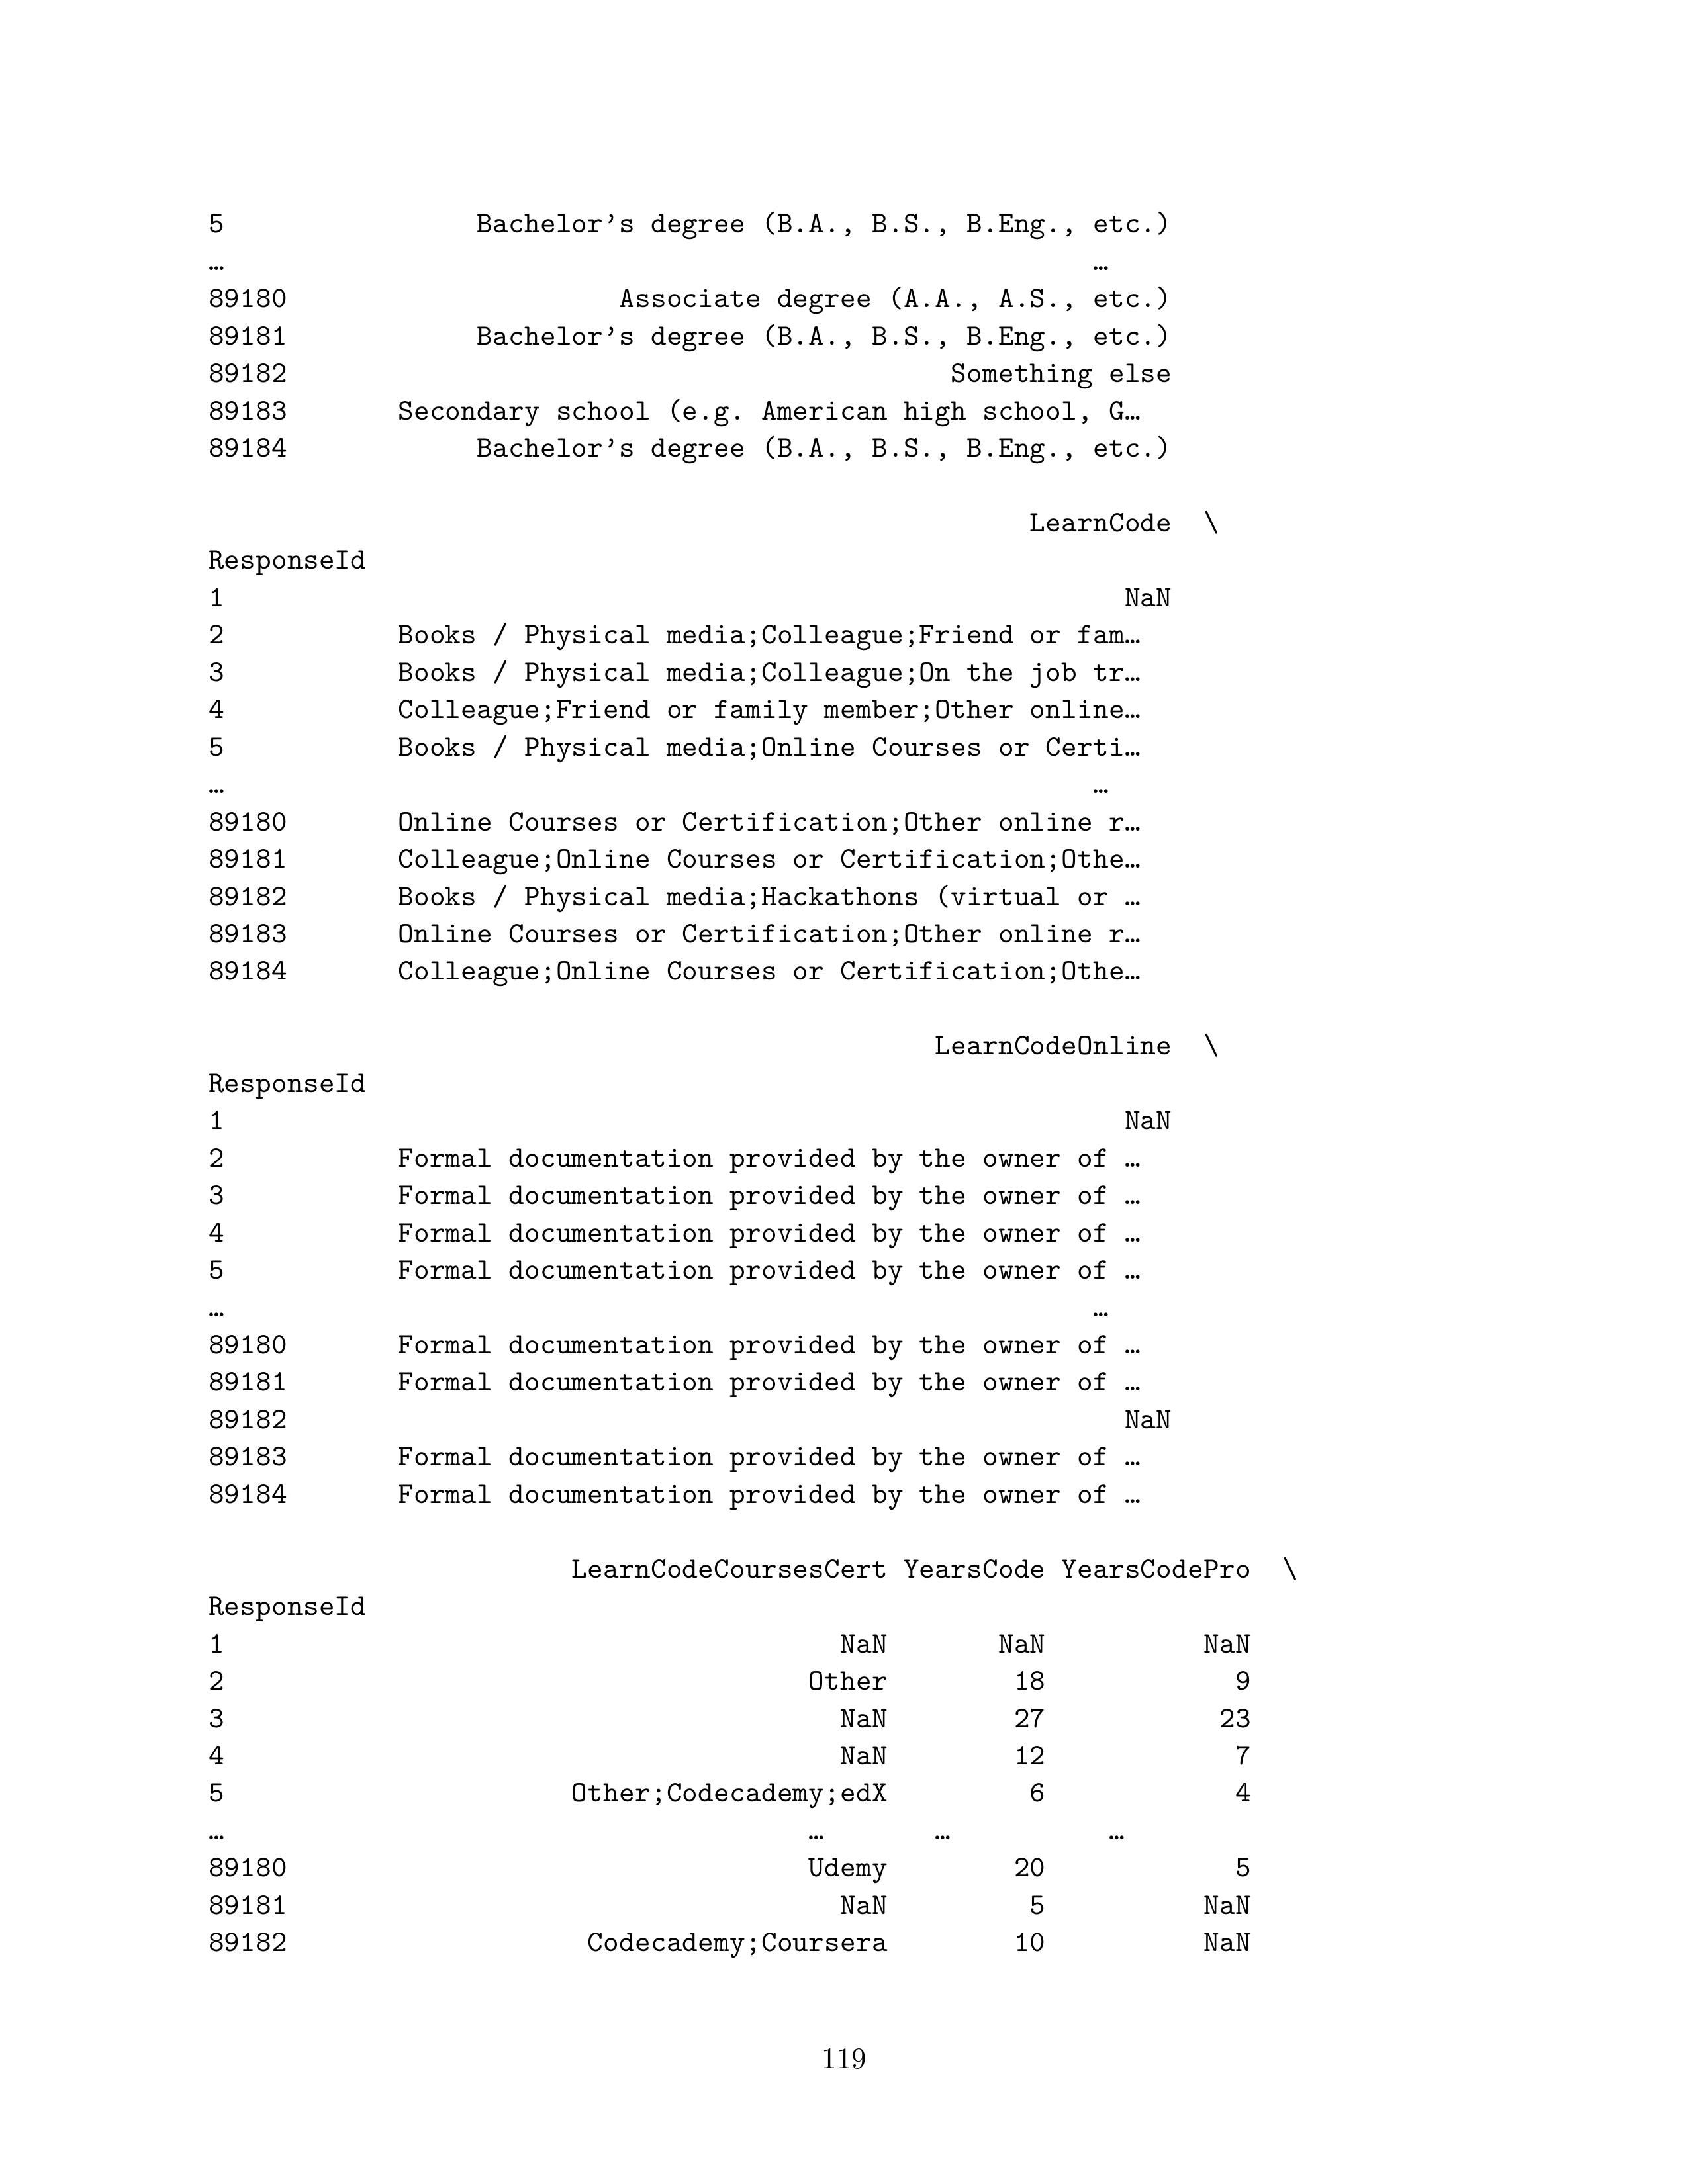 5                Bachelor’s degree (B.A., B.S., B.Eng., etc.)
…                                                       …
89180                     Associate degree (A.A., A.S., etc.)
89181            Bachelor’s degree (B.A., B.S., B.Eng., etc.)
89182                                          Something else
89183       Secondary school (e.g. American high school, G…
89184            Bachelor’s degree (B.A., B.S., B.Eng., etc.)
                                                    LearnCode  \
ResponseId
1                                                         NaN
2           Books / Physical media;Colleague;Friend or fam…
3           Books / Physical media;Colleague;On the job tr…
4           Colleague;Friend or family member;Other online…
5           Books / Physical media;Online Courses or Certi…
…                                                       …
89180       Online Courses or Certification;Other online r…
89181       Colleague;Online Courses or Certification;Othe…
89182       Books / Physical media;Hackathons (virtual or …
89183       Online Courses or Certification;Other online r…
89184       Colleague;Online Courses or Certification;Othe…
                                              LearnCodeOnline  \
ResponseId
1                                                         NaN
2           Formal documentation provided by the owner of …
3           Formal documentation provided by the owner of …
4           Formal documentation provided by the owner of …
5           Formal documentation provided by the owner of …
…                                                       …
89180       Formal documentation provided by the owner of …
89181       Formal documentation provided by the owner of …
89182                                                     NaN
89183       Formal documentation provided by the owner of …
89184       Formal documentation provided by the owner of …
                       LearnCodeCoursesCert YearsCode YearsCodePro  \
ResponseId
1                                       NaN       NaN          NaN
2                                     Other        18            9
3                                       NaN        27           23
4                                       NaN        12            7
5                      Other;Codecademy;edX         6            4
…                                     …       …          …
89180                                 Udemy        20            5
89181                                   NaN         5          NaN
89182                   Codecademy;Coursera        10          NaN
119